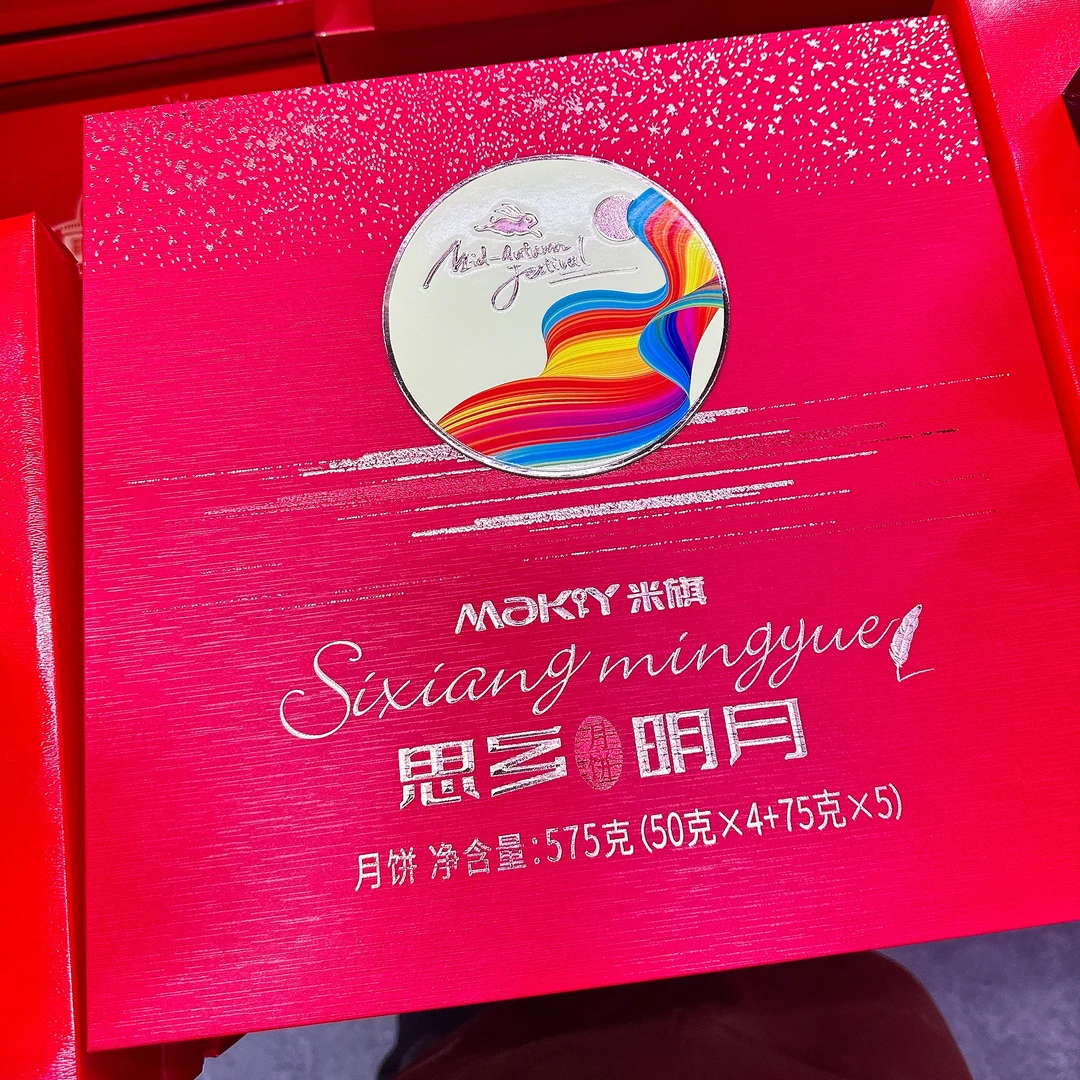 Mid-Autumn
Festival
MAKIY 米旗
Sixiang mingyue
思乡 月饼 明月
月饼 净含量:575克(50克×4+75克×5)